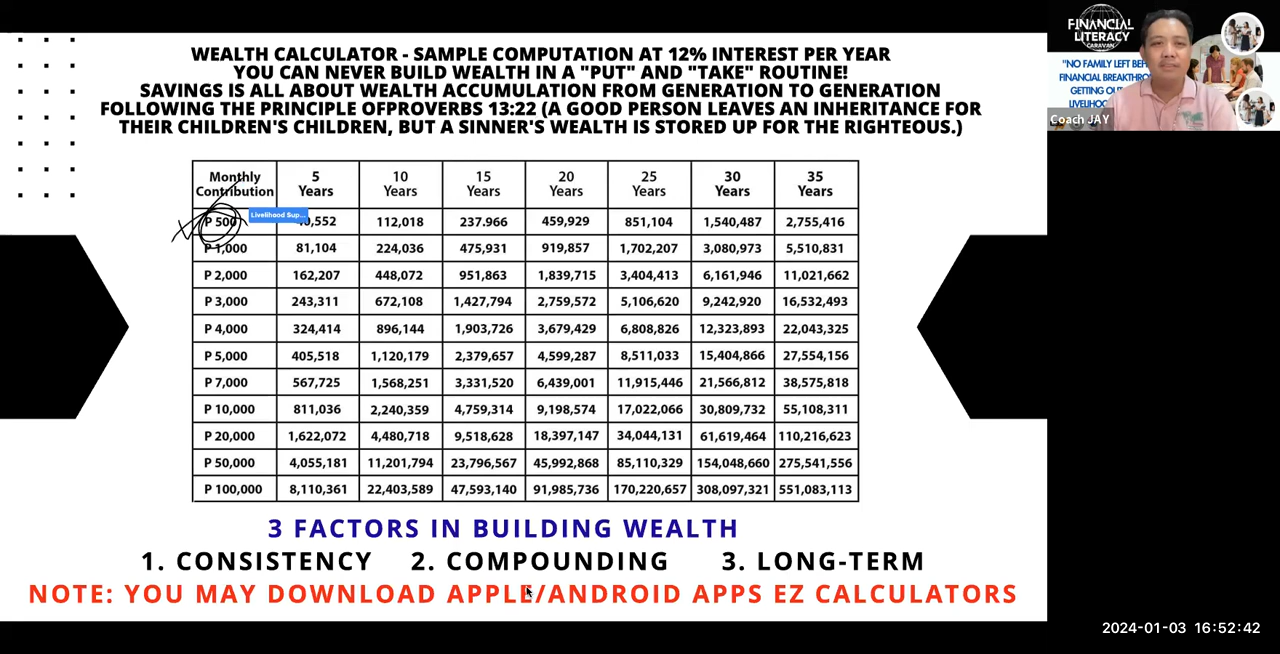 WEALTH CALCULATOR - SAMPLE COMPUTATION AT 12% INTEREST PER YEAR
YOU CAN NEVER BUILD WEALTH IN A "PUT" AND "TAKE" ROUTINE!
SAVINGS IS ALL ABOUT WEALTH ACCUMULATION FROM GENERATION TO GENERATION
FOLLOWING THE PRINCIPLE OFPROVERBS 13:22 (A GOOD PERSON LEAVES AN INHERITANCE FOR
THEIR CHILDREN'S CHILDREN, BUT A SINNER'S WEALTH IS STORED UP FOR THE RIGHTEOUS.)
Monthly Contribution 5 Years 10 Years 15 Years 20 Years 25 Years 30 Years 35 Years
P 500 0,552 112,018 237.966 459,929 851,104 1,540,487 2,755,416
Livelihood Sup...
P 1,000 81,104 224,036 475,931 919,857 1,702,207 3,080,973 5,510,831
P 2,000 162,207 448,072 951,863 1,839,715 3,404,413 6,161,946 11,021,662
P 3,000 243,311 672,108 1,427,794 2,759,572 5,106,620 9,242,920 16,532,493
P 4,000 324,414 896,144 1,903,726 3,679,429 6,808,826 12,323,893 22,043,325
P 5,000 405,518 1,120,179 2,379,657 4,599,287 8,511,033 15,404,866 27,554,156
P 7,000 567,725 1,568,251 3,331,520 6,439,001 11,915,446 21,566,812 38,575,818
P 10,000 811,036 2,240,359 4,759,314 9,198,574 17,022,066 30,809,732 55,108,311
P 20,000 1,622,072 4,480,718 9,518,628 18,397,147 34,044,131 61,619,464 110,216,623
P 50,000 4,055,181 11,201,794 23,796,567 45,992,868 85,110,329 154,048,660 275,541,556
P 100,000 8,110,361 22,403,589 47,593,140 91,985,736 170,220,657 308,097,321 551,083,113
3 FACTORS IN BUILDING WEALTH
1. CONSISTENCY 2. COMPOUNDING 3. LONG-TERM
NOTE: YOU MAY DOWNLOAD APPLE/ANDROID APPS EZ CALCULATORS
FINANCIAL
LITERACY
CARAVAN
"NO FAMILY LEFT BEH
FINANCIAL BREAKTHRO
GETTING OU
LIVELIHO
Coach JAY
2024-01-03 16:52:42